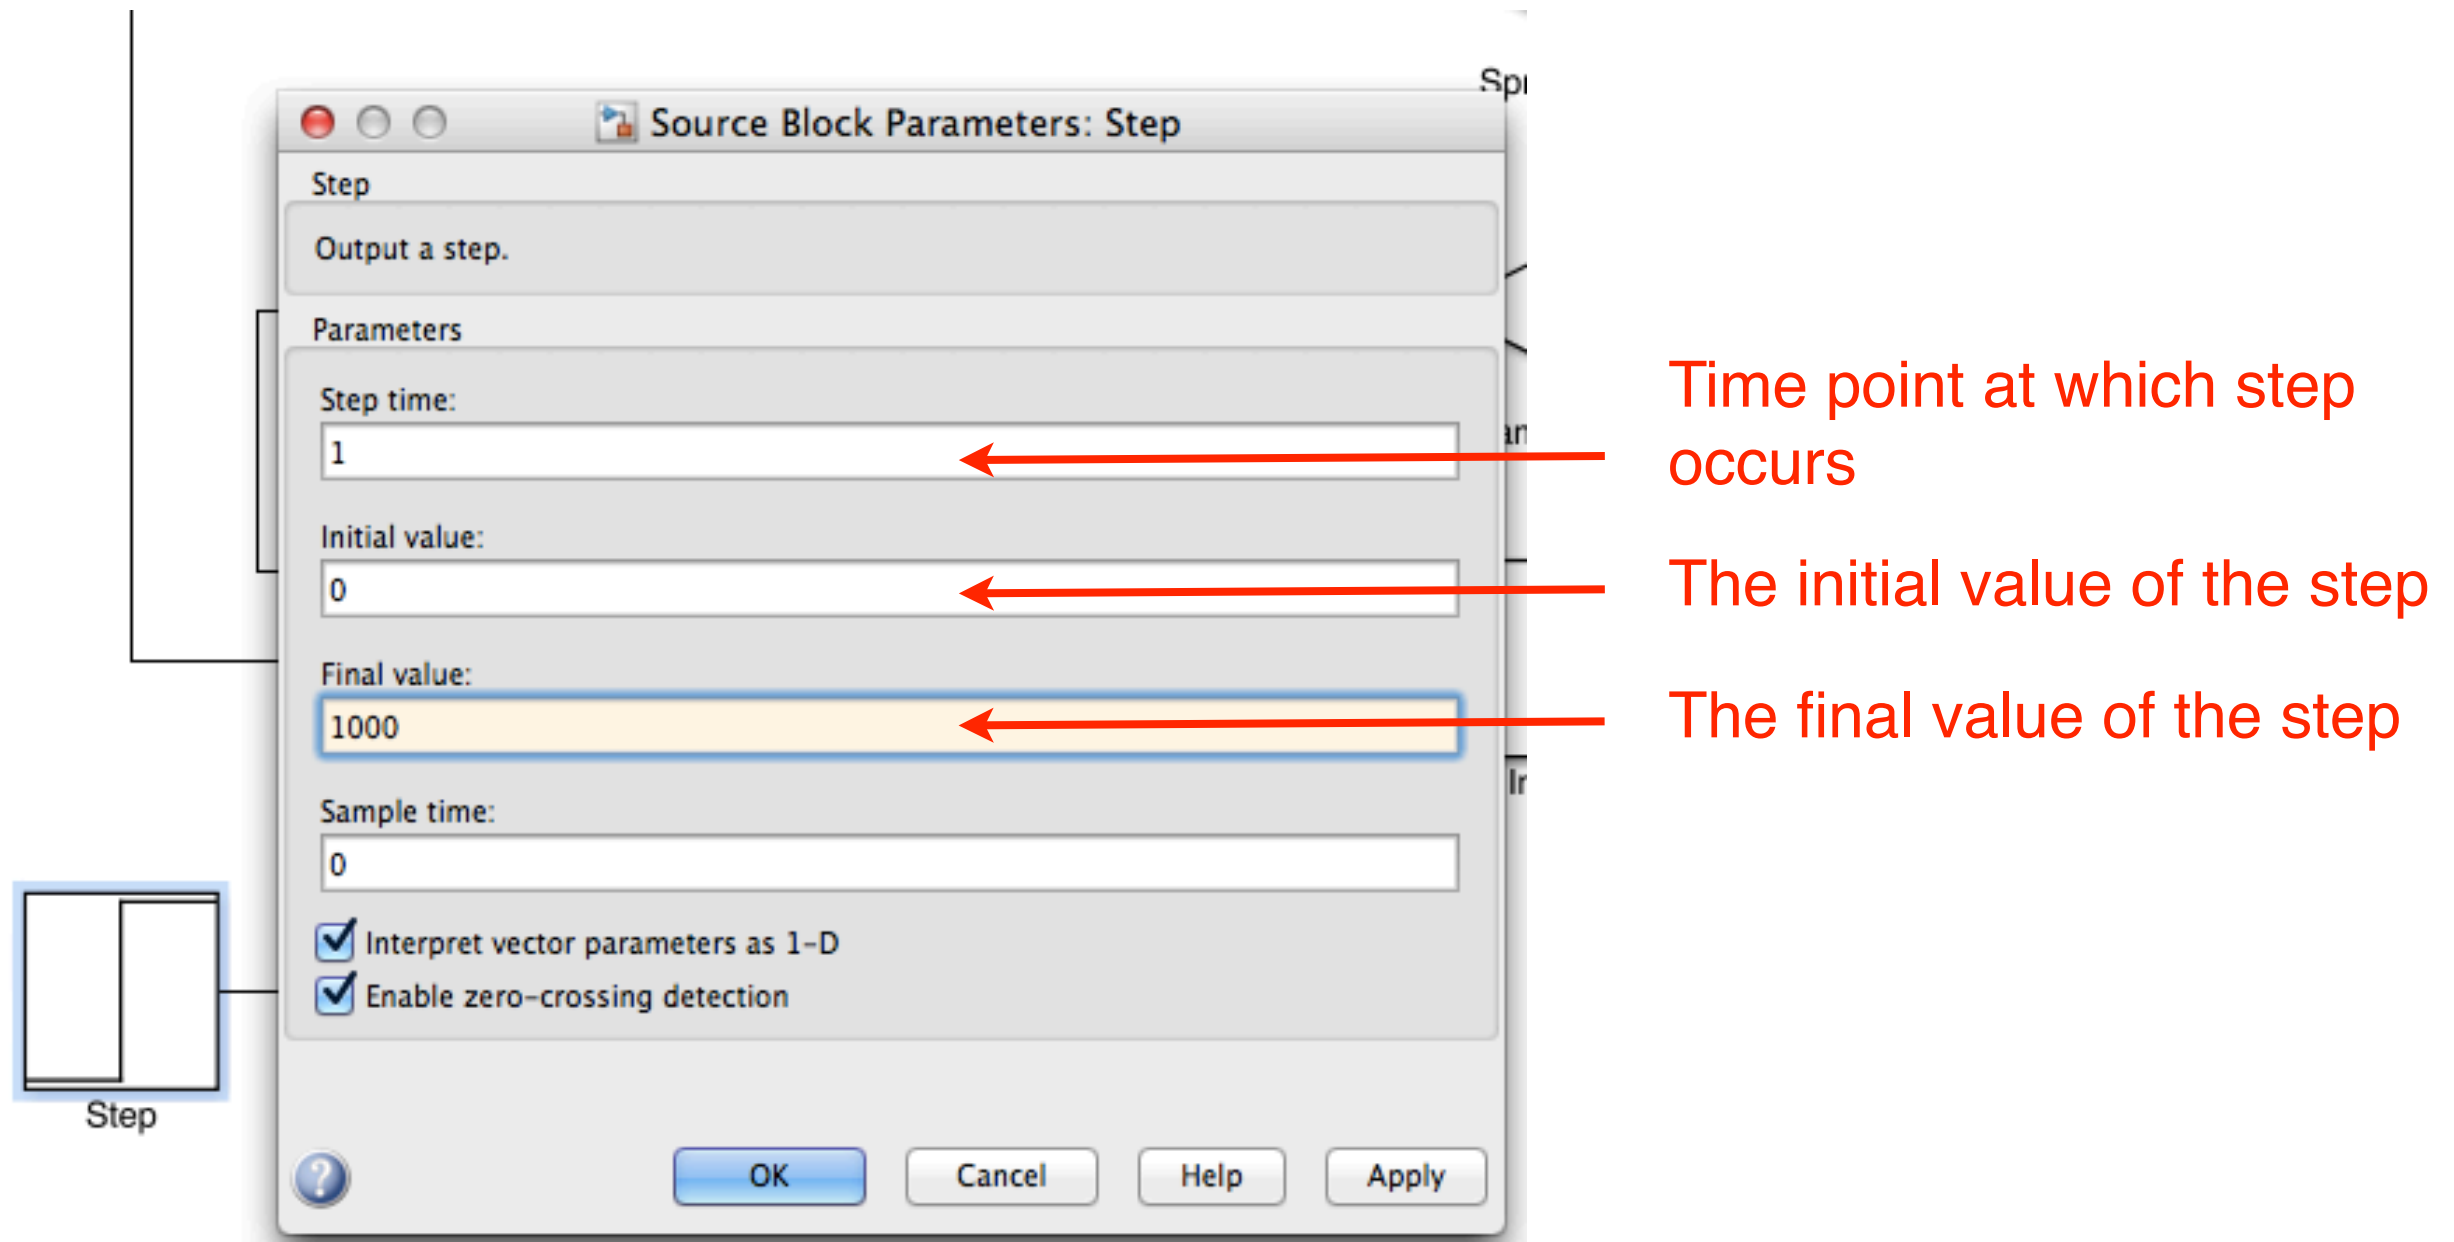 Source Block Parameters: Step
Step
Output a step.
Parameters
Step time:
1
Time point at which step
occurs
Initial value:
0
The initial value of the step
Final value:
1000
The final value of the step
Sample time:
0
Interpret vector parameters as 1-D
Enable zero-crossing detection
Step
OK Cancel Help Apply